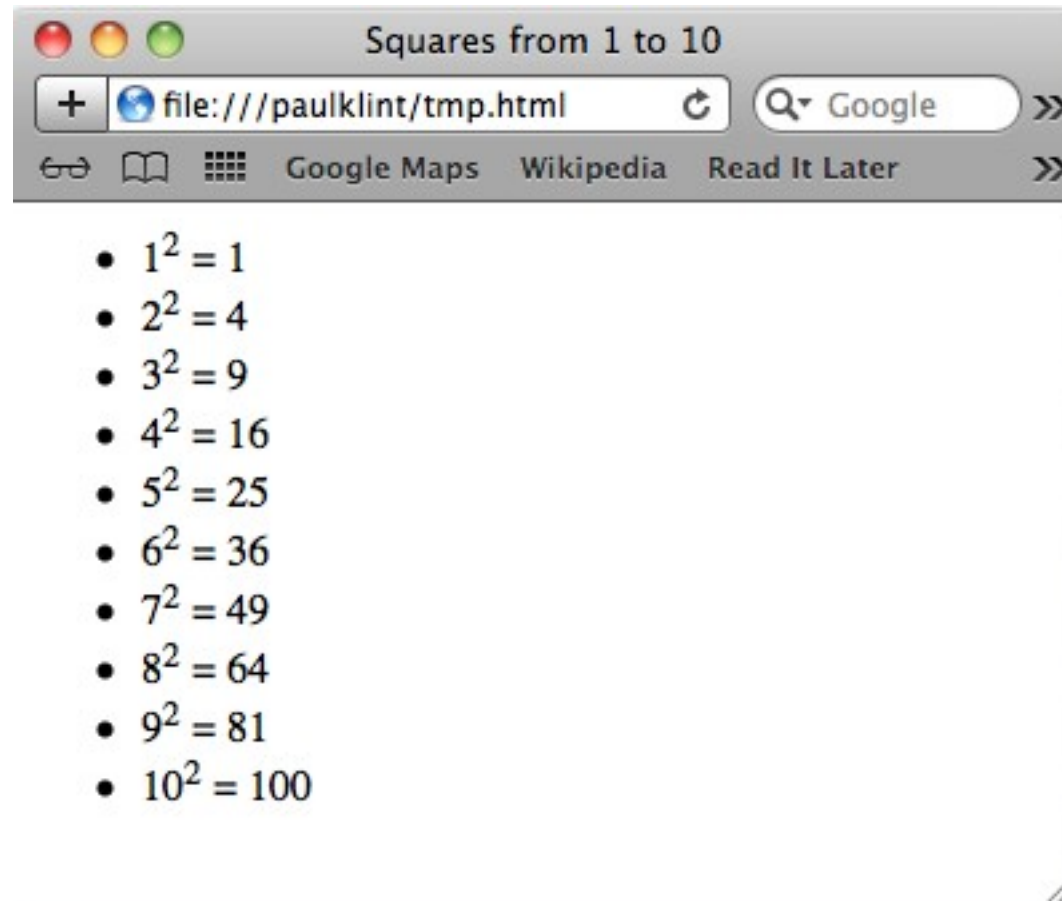 Squares from 1 to 10
+ file:///paulklint/tmp.html Google »
Google Maps Wikipedia Read It Later »
• 1² = 1
• 2² = 4
• 3² = 9
• 4² = 16
• 5² = 25
• 6² = 36
• 7² = 49
• 8² = 64
• 9² = 81
• 10² = 100